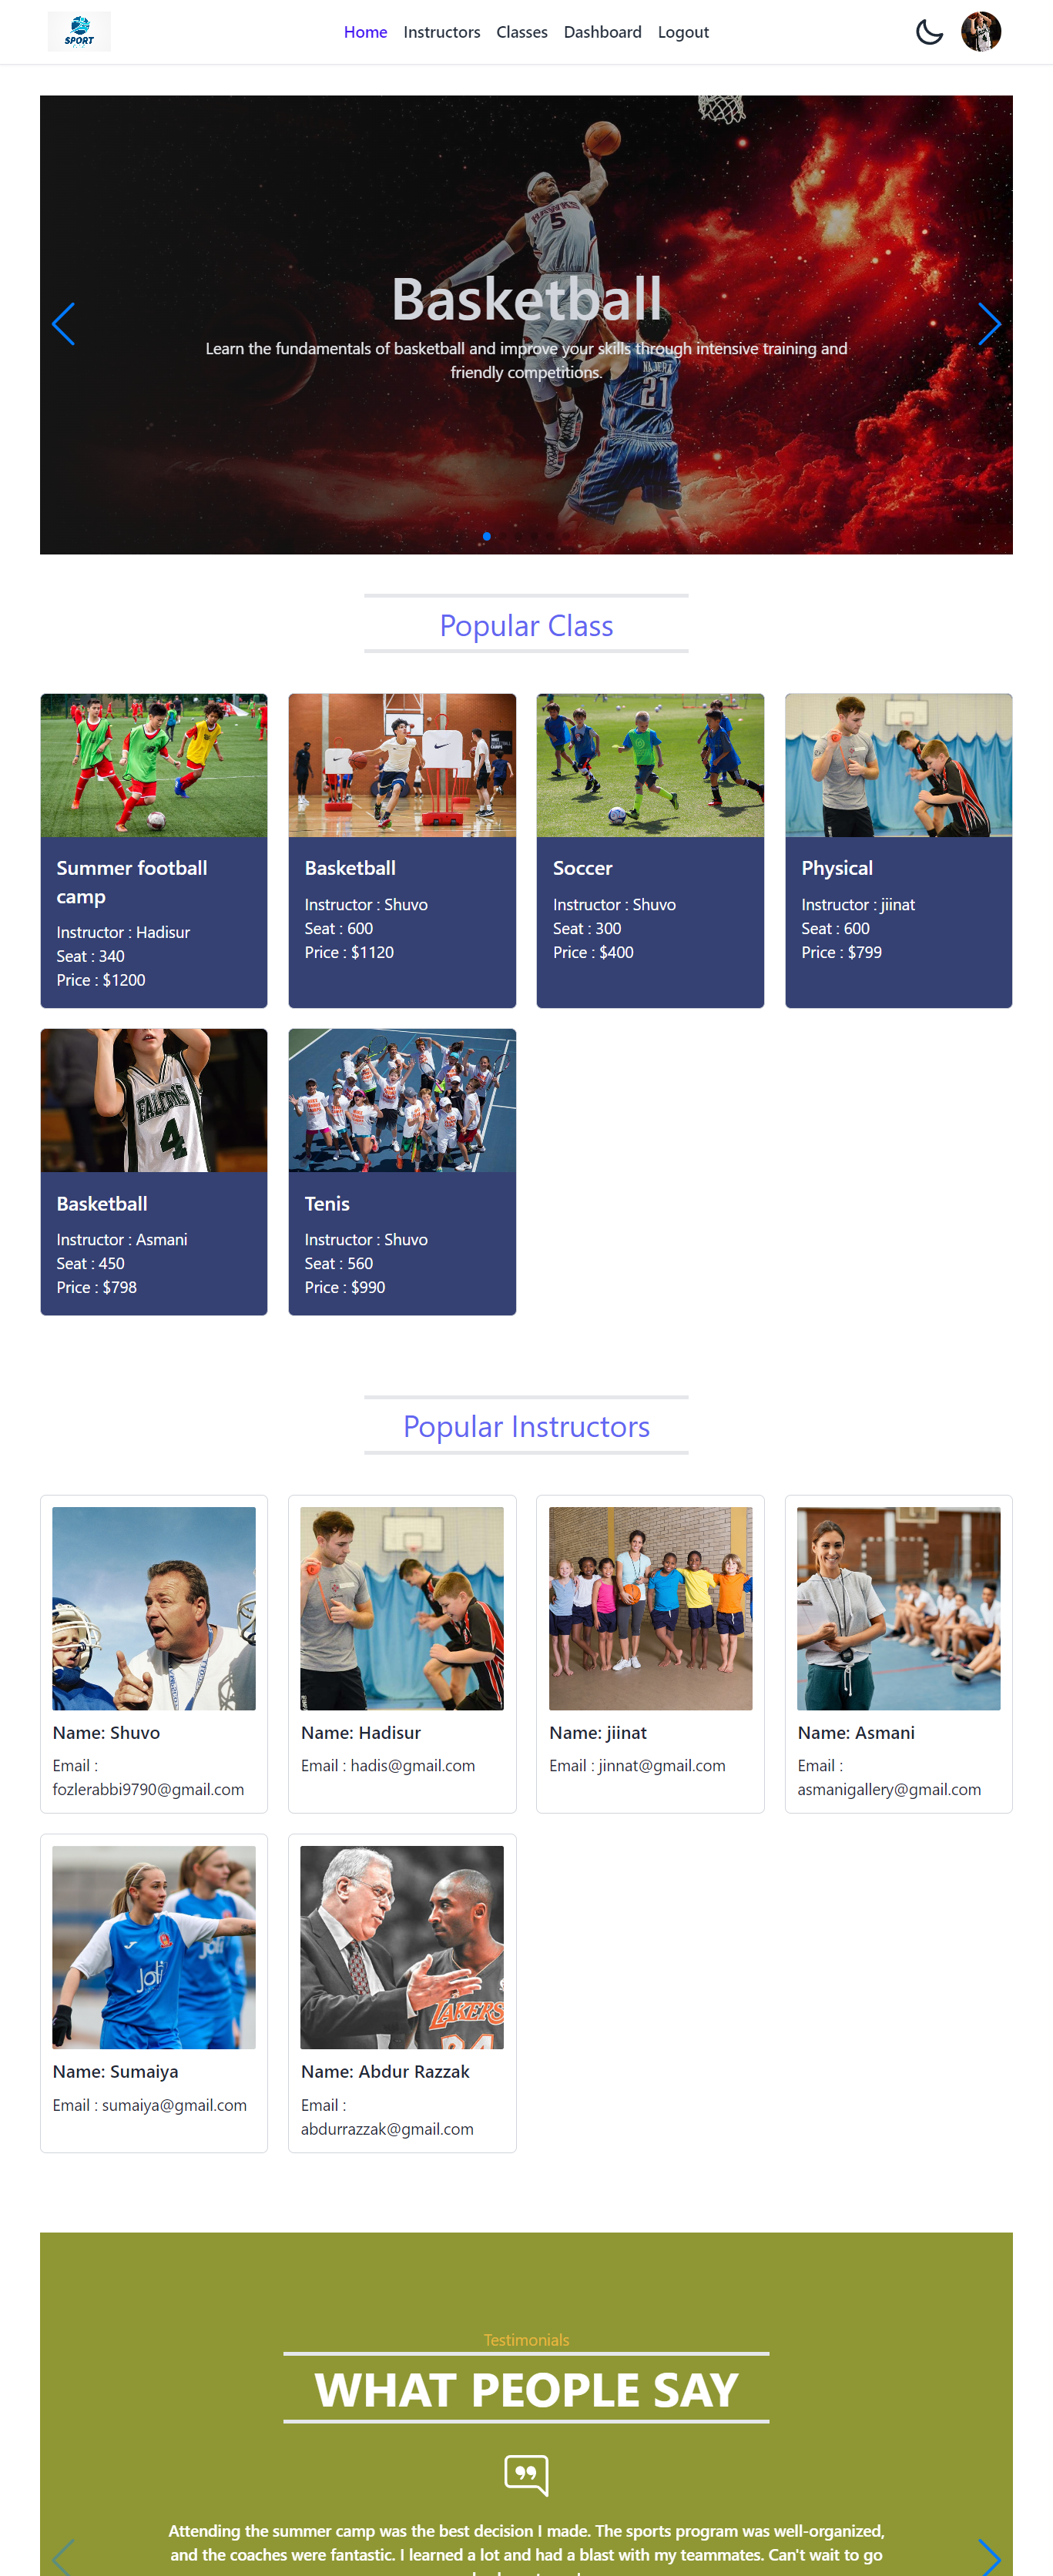 SPORT
Home Instructors Classes Dashboard Logout
HAWKS
5
Basketball
Learn the fundamentals of basketball and improve your skills through intensive training and
friendly competitions.
21
Popular Class
Summer football
camp
Instructor : Hadisur
Seat : 340
Price : $1200
Basketball
Instructor : Shuvo
Seat : 600
Price : $1120
Soccer
Instructor : Shuvo
Seat : 300
Price : $400
Physical
Instructor : jiinat
Seat : 600
Price : $799
FALCONS
4
Basketball
Instructor : Asmani
Seat : 450
Price : $798
Tenis
Instructor : Shuvo
Seat : 560
Price : $990
Popular Instructors
Name: Shuvo
Email :
fozlerabbi9790@gmail.com
Name: Hadisur
Email : hadis@gmail.com
Name: jiinat
Email : jinnat@gmail.com
Name: Asmani
Email :
asmanigallery@gmail.com
Name: Sumaiya
Email : sumaiya@gmail.com
LAKERS
Name: Abdur Razzak
Email :
abdurrazzak@gmail.com
Testimonials
WHAT PEOPLE SAY
Attending the summer camp was the best decision I made. The sports program was well-organized,
and the coaches were fantastic. I learned a lot and had a blast with my teammates. Can't wait to go